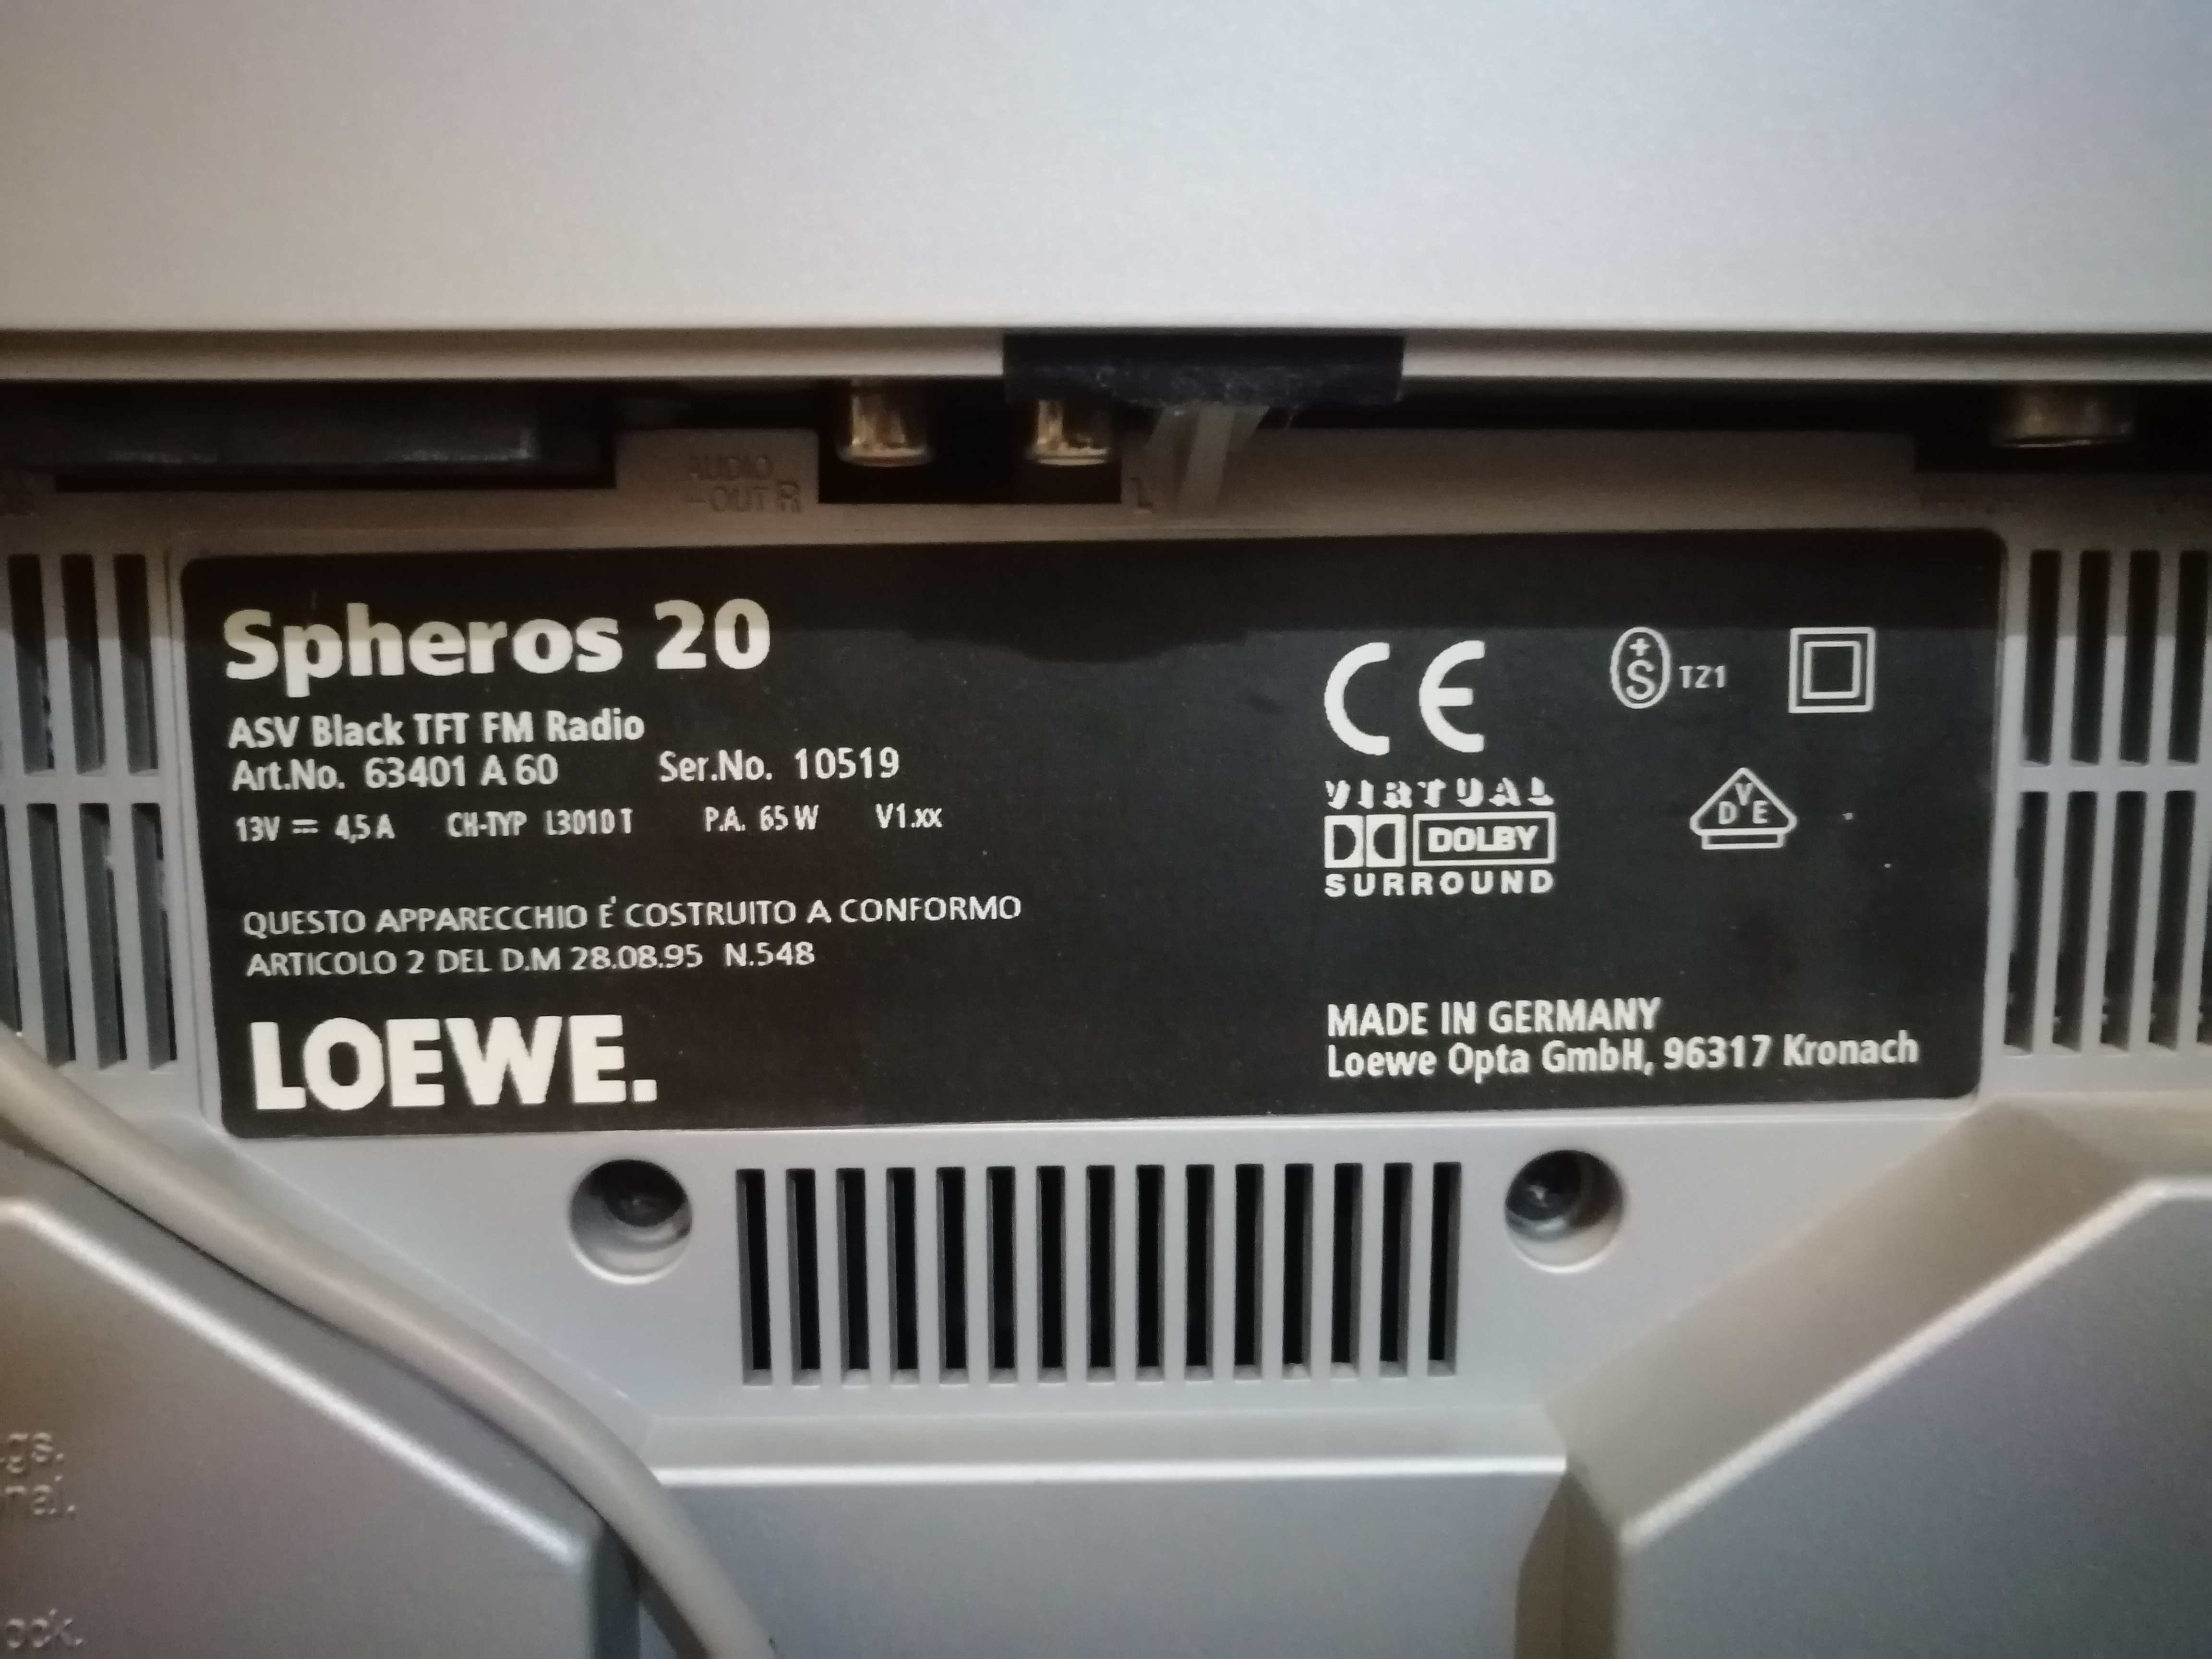 AUDIO
-OUT R
L
Spheros 20
ASV Black TFT FM Radio
Art.No. 63401 A 60 Ser.No. 10519
13V 4,5 A CH-TYP L3010 T P.A. 65 W V1.xx
QUESTO APPARECCHIO E' COSTRUITO A CONFORMO
ARTICOLO 2 DEL D.M 28.08.95 N.548
LOEWE.
CE
+
S TZ1
VIRTUAL
DOLBY
SURROUND
DVE
MADE IN GERMANY
Loewe Opta GmbH, 96317 Kronach